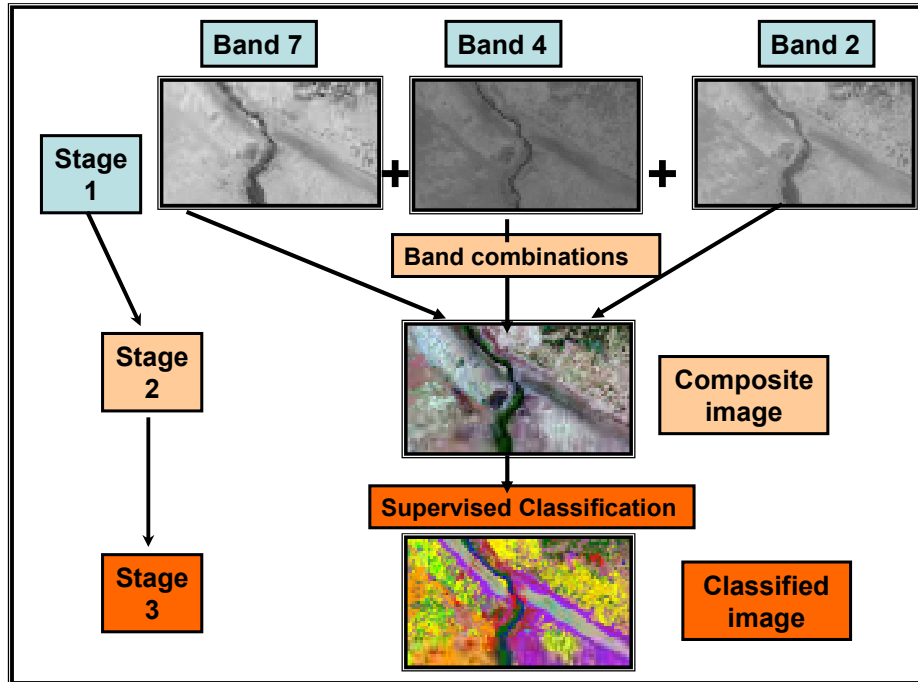 Band 7
Band 4
Band 2
Stage
1
+
+
Band combinations
Stage
2
Composite
image
Supervised Classification
Stage
3
Classified
image